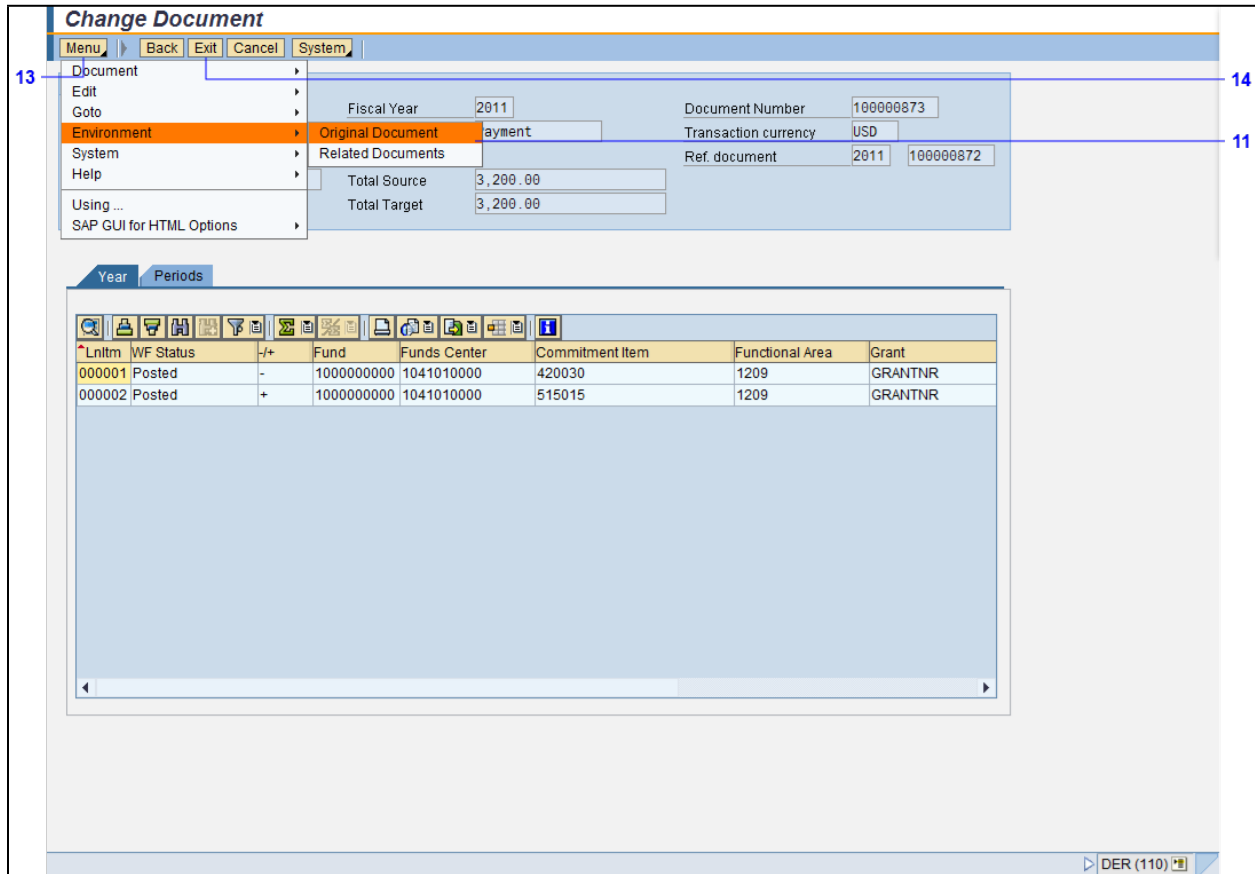 Change Document
Menu Back Exit Cancel System
13
Document
14
Edit
Goto
Fiscal Year 2011 Document Number 100000873
Environment
Original Document
ayment
Transaction currency USD
11
System
Related Documents
Ref. document 2011 100000872
Help
Total Source 3,200.00
Using ...
Total Target 3,200.00
SAP GUI for HTML Options
Year Periods
LnItm WF Status -/+ Fund Funds Center Commitment Item Functional Area Grant
000001 Posted - 1000000000 1041010000 420030 1209 GRANTNR
000002 Posted + 1000000000 1041010000 515015 1209 GRANTNR
DER (110)